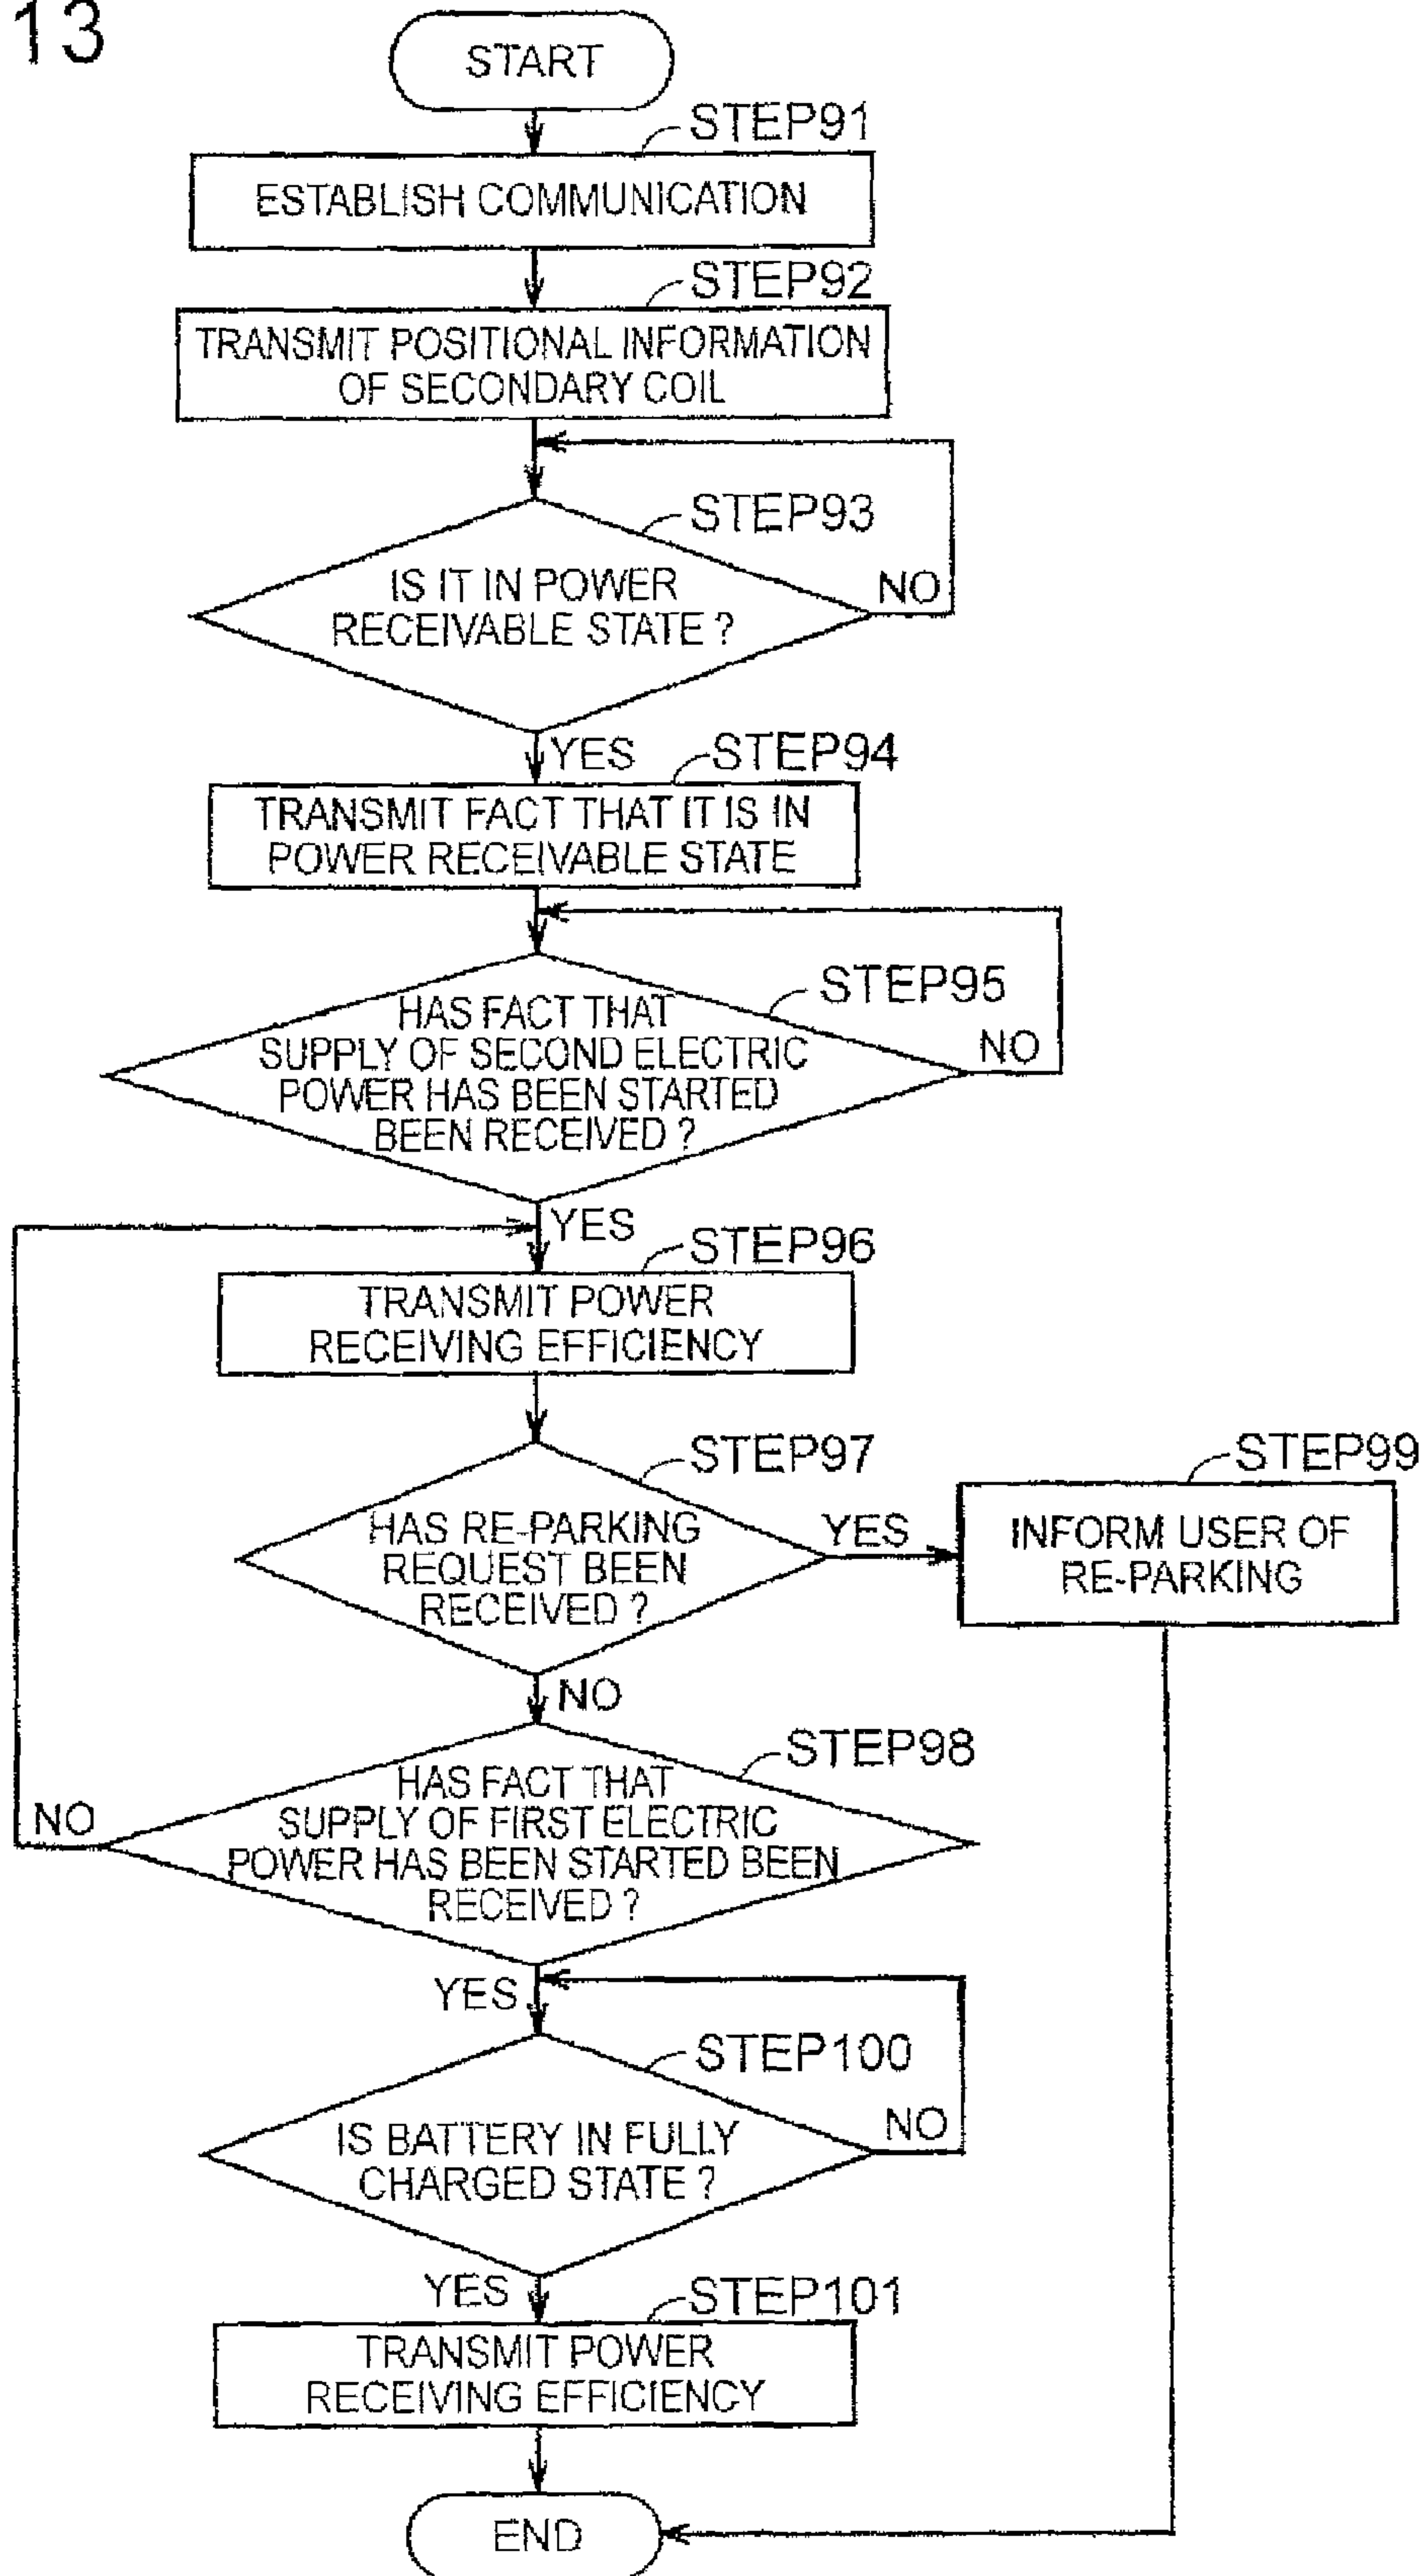 13
START
STEP91
ESTABLISH COMMUNICATION
STEP92
TRANSMIT POSITIONAL INFORMATION
OF SECONDARY COIL
STEP93
IS IT IN POWER
RECEIVABLE STATE ?
NO
YES
STEP94
TRANSMIT FACT THAT IT IS IN
POWER RECEIVABLE STATE
STEP95
HAS FACT THAT
SUPPLY OF SECOND ELECTRIC
POWER HAS BEEN STARTED
BEEN RECEIVED ?
NO
YES
STEP96
TRANSMIT POWER
RECEIVING EFFICIENCY
STEP97
HAS RE-PARKING
REQUEST BEEN
RECEIVED ?
YES
STEP99
INFORM USER OF
RE-PARKING
NO
STEP98
HAS FACT THAT
SUPPLY OF FIRST ELECTRIC
POWER HAS BEEN STARTED BEEN
RECEIVED ?
NO
YES
STEP100
IS BATTERY IN FULLY
CHARGED STATE ?
NO
YES
STEP101
TRANSMIT POWER
RECEIVING EFFICIENCY
END